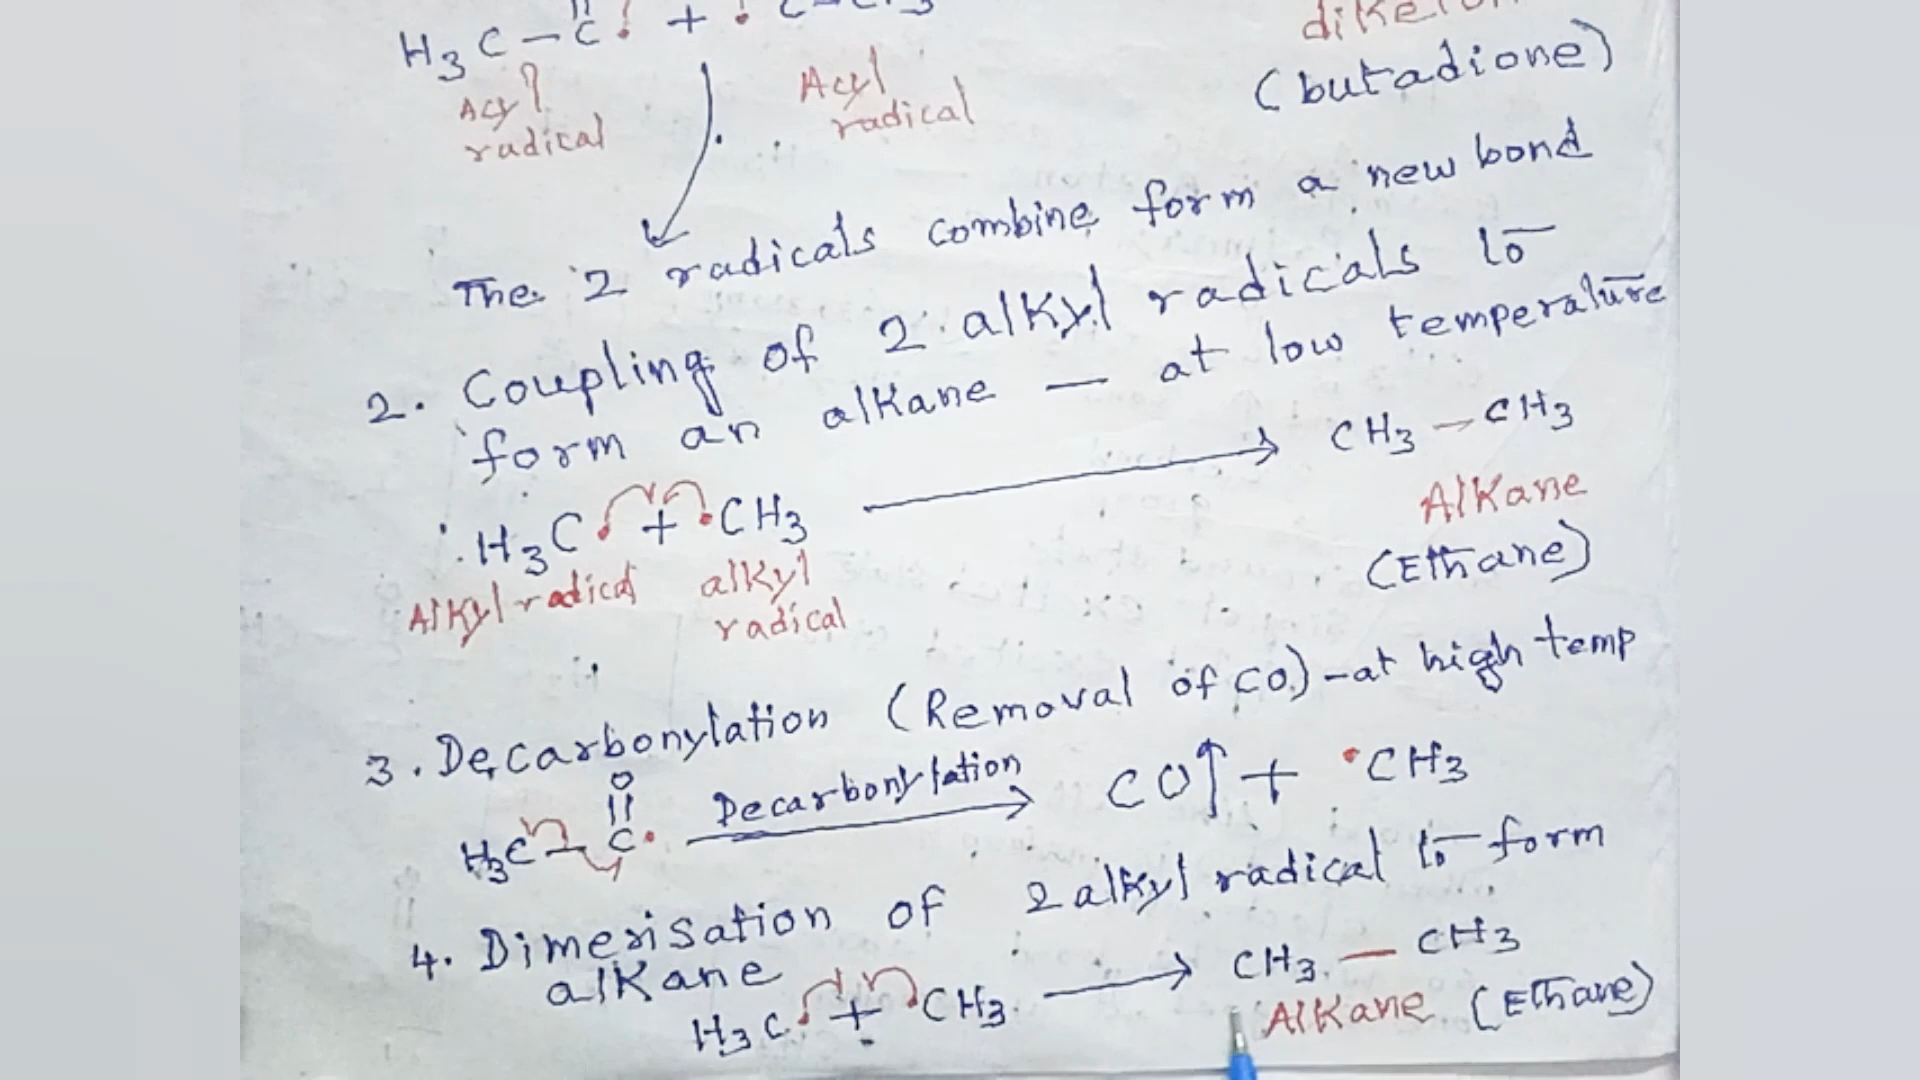 H3C – C• + • C – CH3
diketon
Acyl radical
Acyl radical
(butadione)
The 2 radicals combine form a new bond
2. Coupling of 2 alkyl radicals to
form an alkane — at low temperature
H3C• + •CH3 → CH3 – CH3
Alkyl radical
alkyl radical
Alkane
(Ethane)
3. Decarbonylation (Removal of CO) – at high temp
O
H3C – C• Decarbonylation → CO↑ + •CH3
4. Dimerisation of 2 alkyl radical to form
alkane
H3C• + •CH3 → CH3 – CH3
Alkane (Ethane)